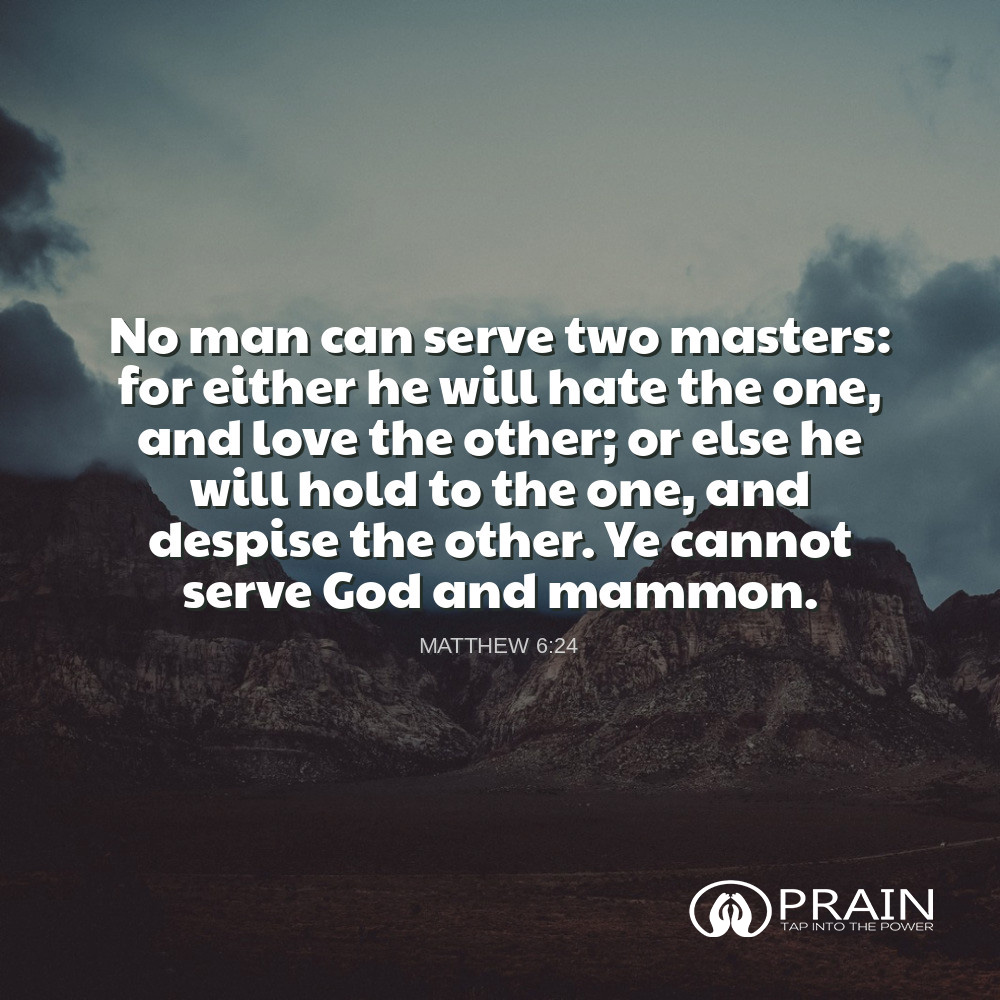 No man can serve two masters:
for either he will hate the one,
and love the other; or else he
will hold to the one, and
despise the other. Ye cannot
serve God and mammon.
MATTHEW 6:24
PRAIN
TAP INTO THE POWER